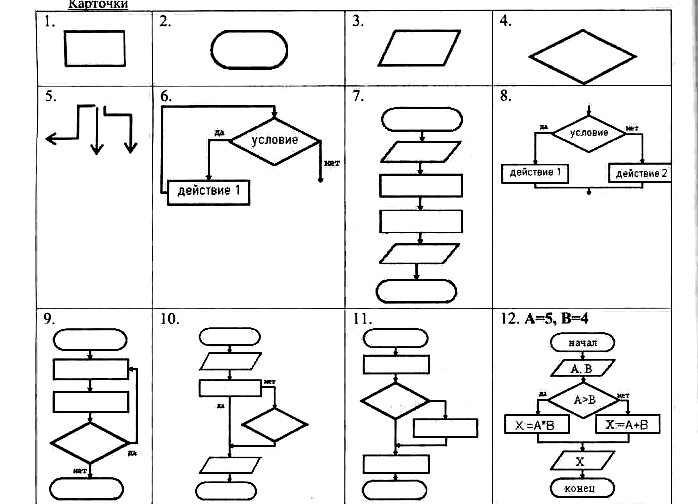 Карточки
1.
2.
3.
4.
5.
6.
да
условие
нет
действие 1
7.
8.
да
условие
нет
действие 1
действие 2
9.
нет
да
10.
нет
да
11.
12. A=5, B=4
начал
A, B
да
A>B
нет
X:=A*B
X:=A+B
X
конец